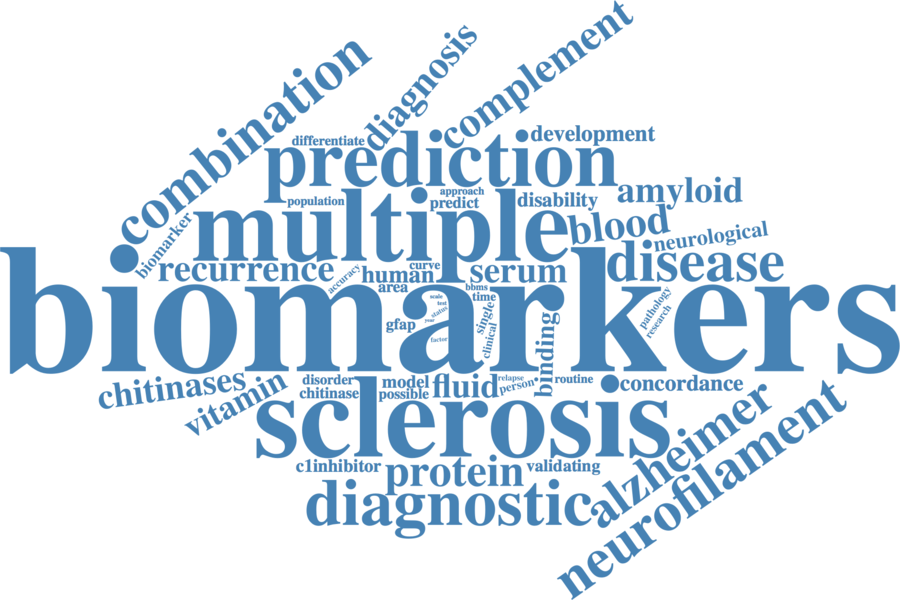 combination
diagnosis
complement
differentiate
development
prediction
approach
population
predict
disability
amyloid
multiple
blood
biomarker
neurological
recurrence
accuracy
human
curve
serum
disease
area
bbms
time
biomarkers
scale
test
status
year
factor
gfap
single
clinical
binding
pathology
research
chitinases
vitamin
disorder
chitinase
model
possible
fluid
relapse
person
routine
concordance
sclerosis
alzheimer
neurofilament
c1inhibitor
protein
validating
diagnostic